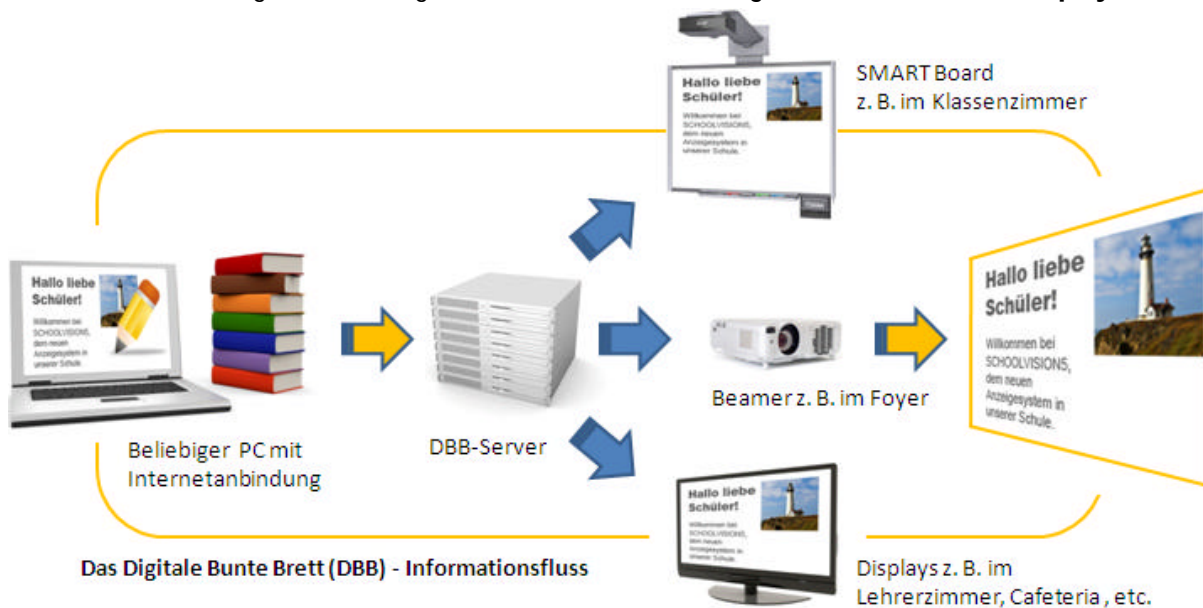 SMART Board
z. B. im Klassenzimmer
Hallo liebe
Schüler!
Willkommen bei
SCHOOLVISION5,
dem neuen
Anzeigesystem in
unserer Schule.
Hallo liebe
Schüler!
Willkommen bei
SCHOOLVISION5,
dem neuen
Anzeigesystem in
unserer Schule.
Beliebiger PC mit
Internetanbindung
DBB-Server
Beamer z. B. im Foyer
Hallo liebe
Schüler!
Willkommen bei
SCHOOLVISION5,
dem neuen
Anzeigesystem in
unserer Schule.
Hallo liebe
Schüler!
Willkommen bei
SCHOOLVISION5,
dem neuen
Anzeigesystem in
unserer Schule.
Das Digitale Bunte Brett (DBB) - Informationsfluss
Displays z. B. im
Lehrerzimmer, Cafeteria , etc.